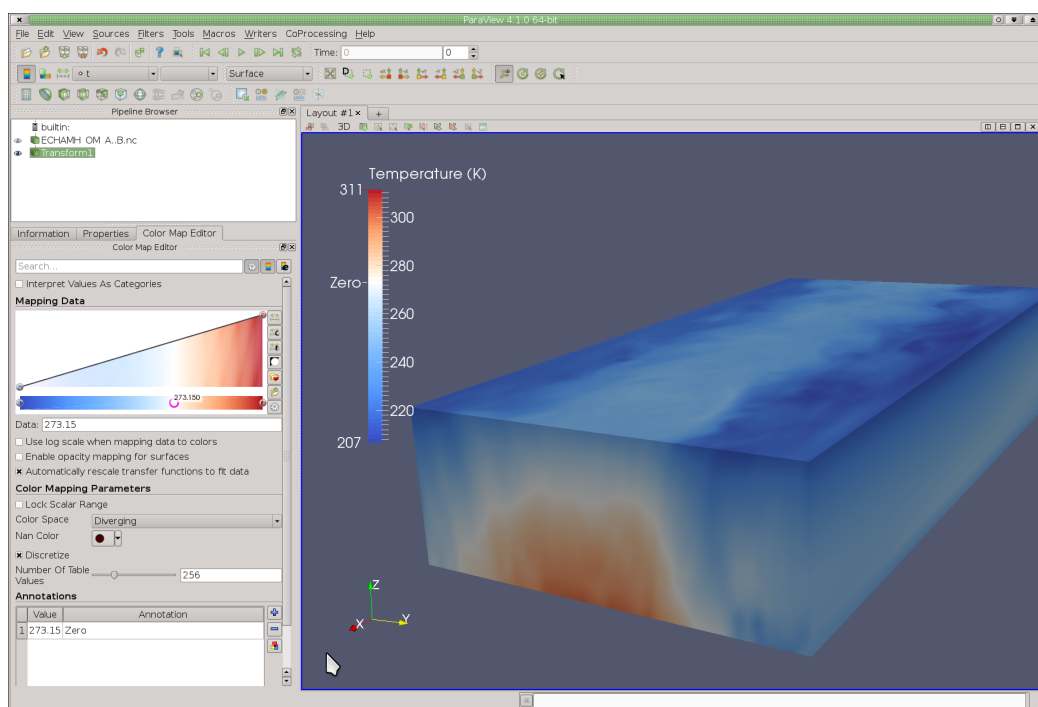 ParaView 4.1.0 64-bit
File Edit View Sources Filters Tools Macros Writers CoProcessing Help
Time: 0 0
t Surface
Pipeline Browser
Layout #1 +
3D
builtin:
ECHAMH OM A..B.nc
Transform1
Information Properties Color Map Editor
Color Map Editor
Search...
Interpret Values As Categories
Mapping Data
273.150
Data: 273.15
Use log scale when mapping data to colors
Enable opacity mapping for surfaces
Automatically rescale transfer functions to fit data
Color Mapping Parameters
Lock Scalar Range
Color Space Diverging
Nan Color
Discretize
Number Of Table Values 256
Annotations
Value Annotation
1 273.15 Zero
Temperature (K)
311
300
280
Zero
260
240
220
207
Z
X Y